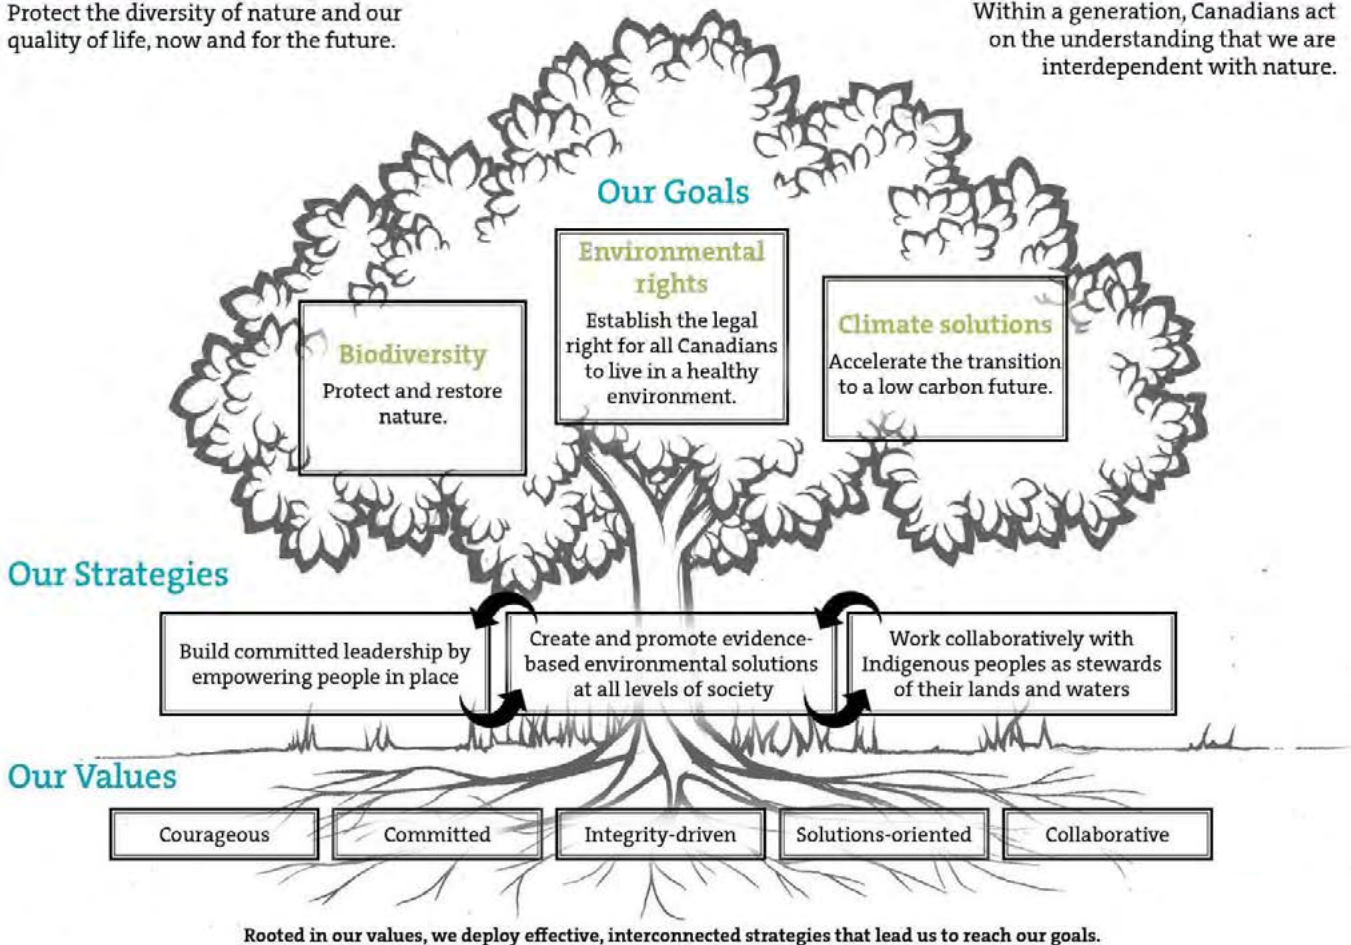 Protect the diversity of nature and our
quality of life, now and for the future.
Within a generation, Canadians act
on the understanding that we are
interdependent with nature.
Our Goals
Environmental
rights
Establish the legal
right for all Canadians
to live in a healthy
environment.
Biodiversity
Protect and restore
nature.
Climate solutions
Accelerate the transition
to a low carbon future.
Our Strategies
Build committed leadership by
empowering people in place
Create and promote evidence-
based environmental solutions
at all levels of society
Work collaboratively with
Indigenous peoples as stewards
of their lands and waters
Our Values
Courageous
Committed
Integrity-driven
Solutions-oriented
Collaborative
Rooted in our values, we deploy effective, interconnected strategies that lead us to reach our goals.